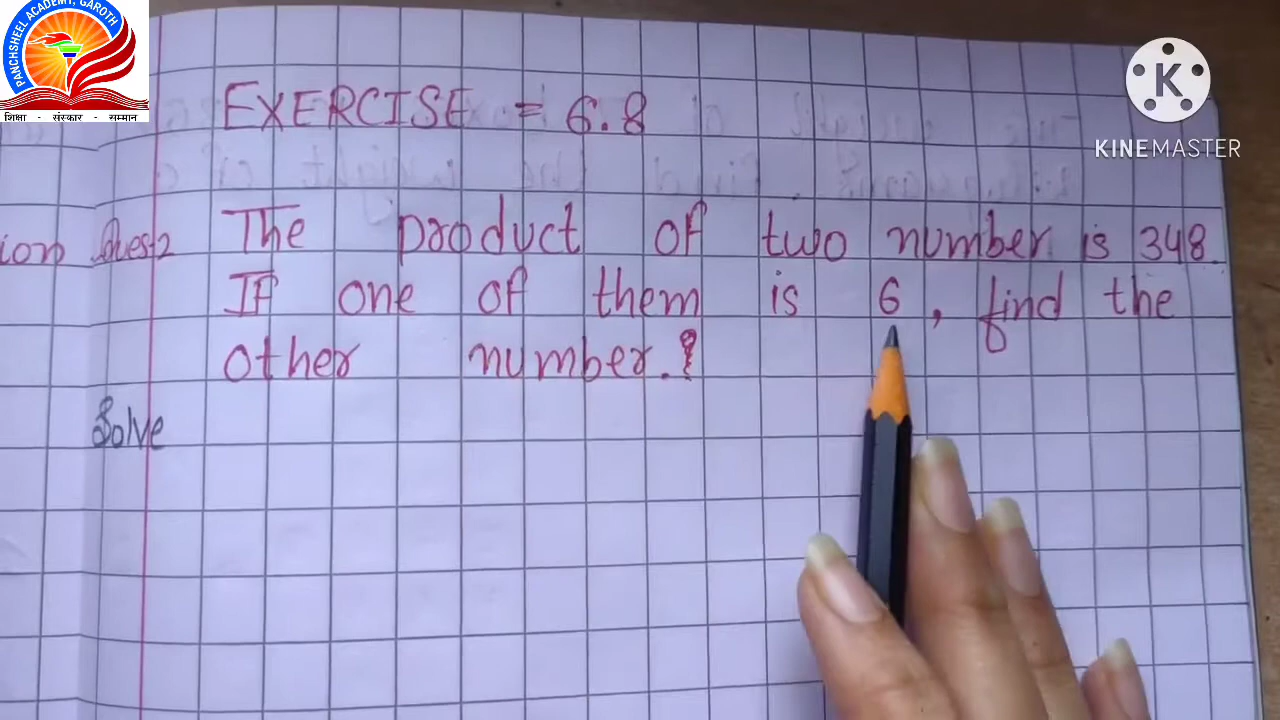 PANCHSHEEL ACADEMY, GAROTH
शिक्षा - संस्कार - सम्मान
K
KINEMASTER
EXERCISE = 6.8
ion Quest2 The product of two number is 348.
If one of them is 6, find the
other number.?
Solve